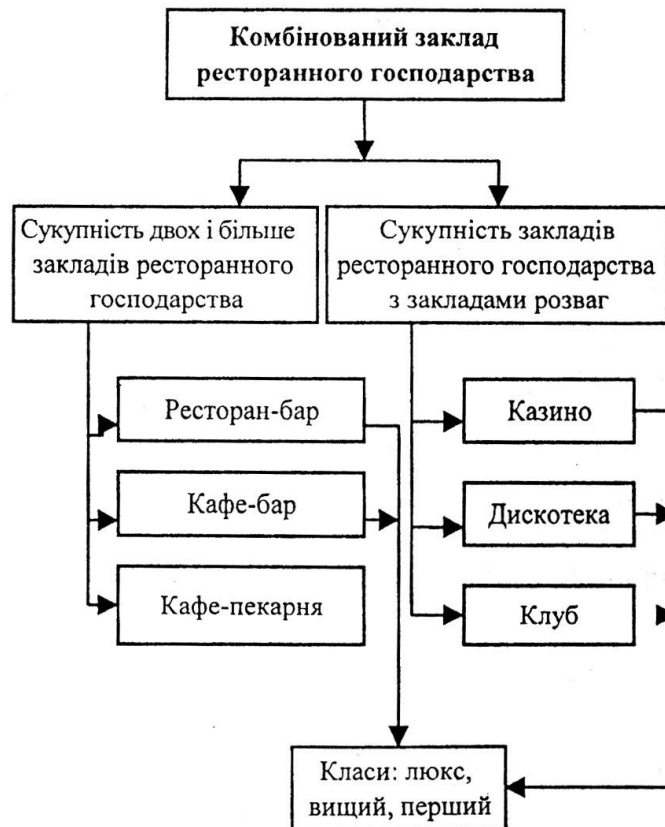 Комбінований заклад
ресторанного господарства
Сукупність двох і більше
закладів ресторанного
господарства
Сукупність закладів
ресторанного господарства
з закладами розваг
Ресторан-бар
Кафе-бар
Кафе-пекарня
Казино
Дискотека
Клуб
Класи: люкс,
вищий, перший